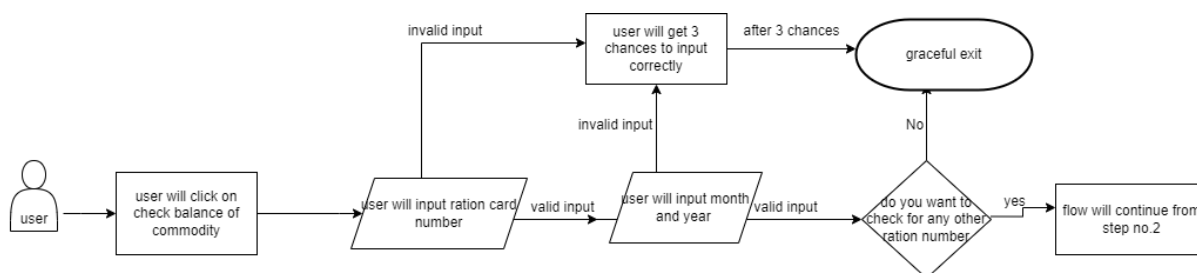 invalid input
user will get 3
chances to input
correctly
after 3 chances
graceful exit
invalid input
No
user
user will click on
check balance of
commodity
user will input ration card
number
valid input
user will input month
and year
valid input
do you want to
check for any other
ration number
yes
flow will continue from
step no.2